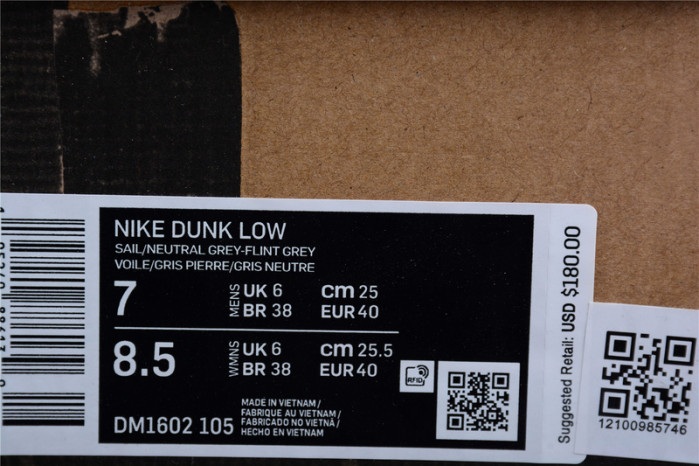 NIKE DUNK LOW
SAIL/NEUTRAL GREY-FLINT GREY
VOILE/GRIS PIERRE/GRIS NEUTRE
7
MENS
UK 6
BR 38
cm 25
EUR 40
8.5
WMNS
UK 6
BR 38
cm 25.5
EUR 40
RFID
DM1602 105
MADE IN VIETNAM/
FABRIQUE AU VIETNAM/
FABRICADO NO VIETNÃ/
HECHO EN VIETNAM
Suggested Retail: USD $180.00
12100985746